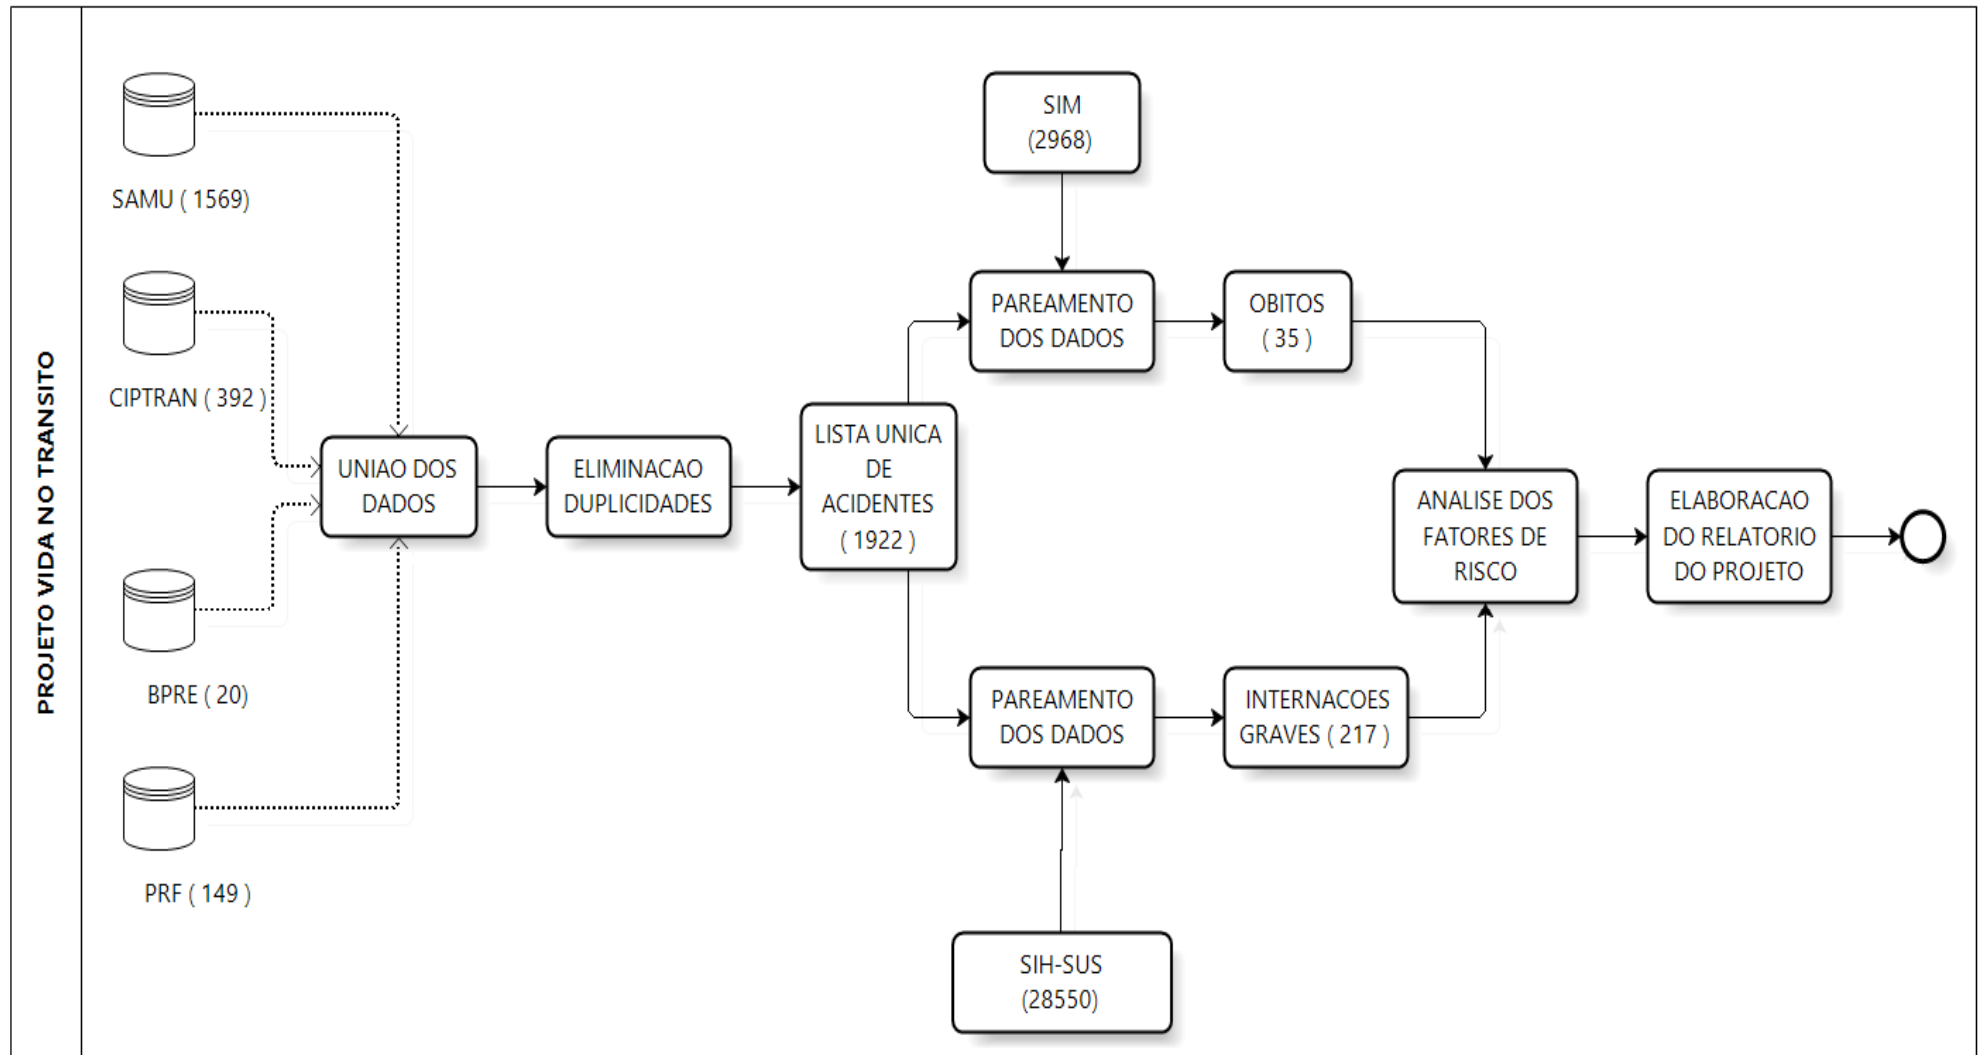 PROJETO VIDA NO TRANSITO
SAMU ( 1569)
CIPTRAN ( 392 )
BPRE ( 20)
PRF ( 149 )
UNIAO DOS
DADOS
ELIMINACAO
DUPLICIDADES
LISTA UNICA
DE
ACIDENTES
( 1922 )
SIM
(2968)
PAREAMENTO
DOS DADOS
OBITOS
( 35 )
PAREAMENTO
DOS DADOS
INTERNACOES
GRAVES ( 217 )
SIH-SUS
(28550)
ANALISE DOS
FATORES DE
RISCO
ELABORACAO
DO RELATORIO
DO PROJETO